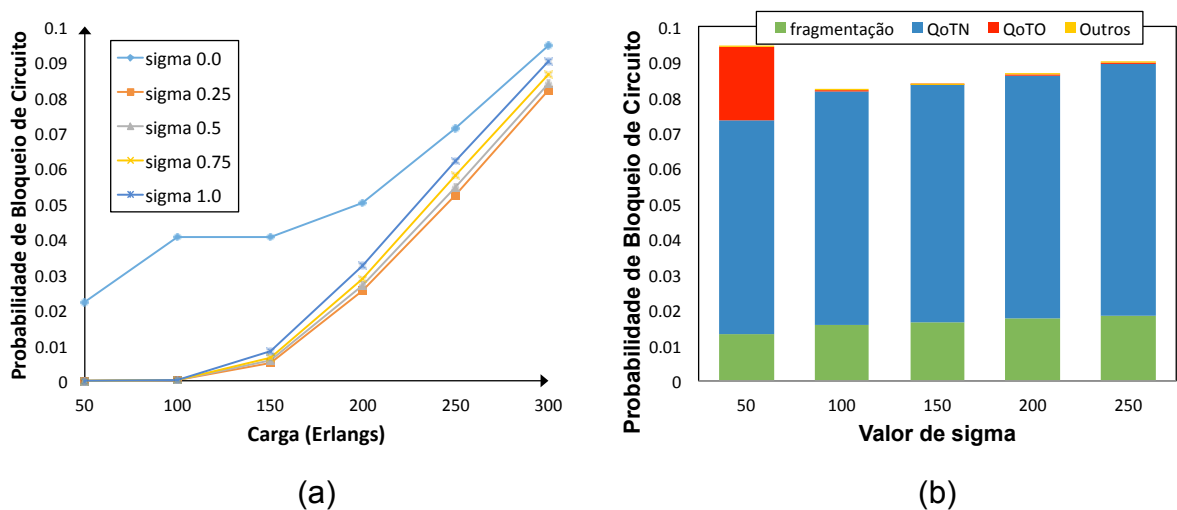 Probabilidade de Bloqueio de Circuito
0.1
0.09
0.08
0.07
0.06
0.05
0.04
0.03
0.02
0.01
0
sigma 0.0
sigma 0.25
sigma 0.5
sigma 0.75
sigma 1.0
50 100 150 200 250 300
Carga (Erlangs)
(a)
Probabilidade de Bloqueio de Circuito
0.1
0.09
0.08
0.07
0.06
0.05
0.04
0.03
0.02
0.01
0
fragmentação QoTN QoTO Outros
50 100 150 200 250
Valor de sigma
(b)